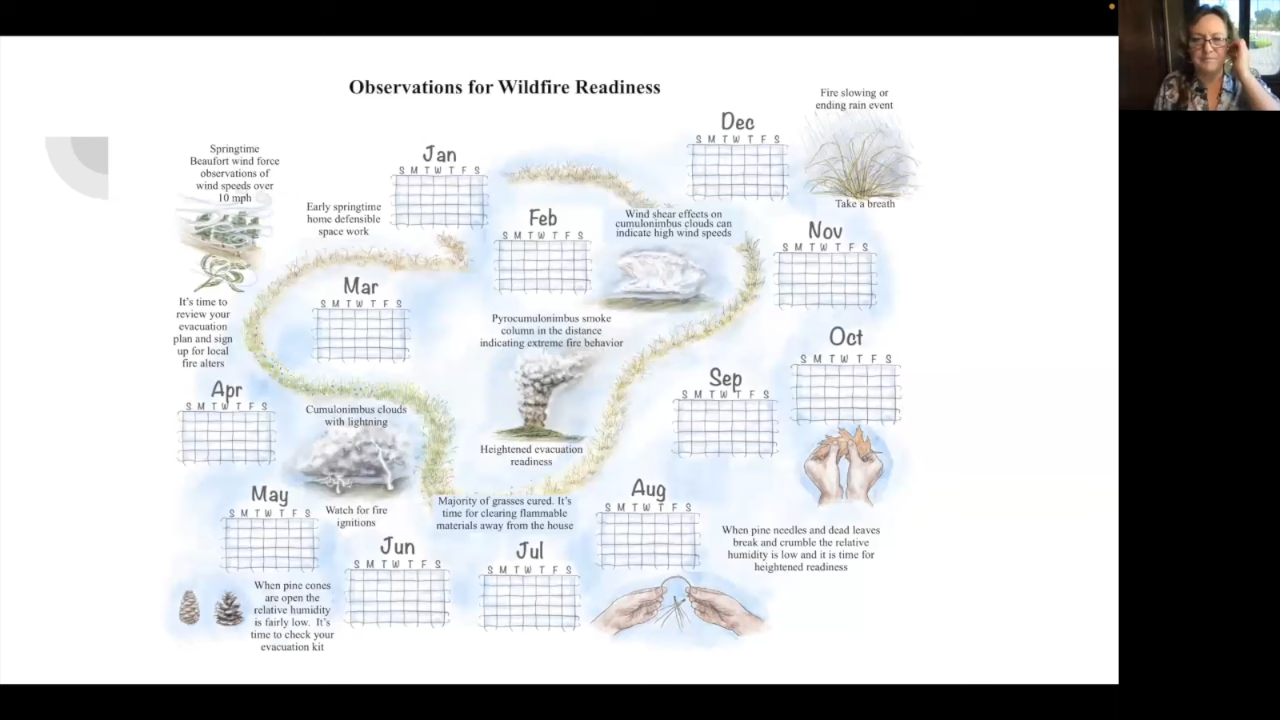 Observations for Wildfire Readiness
Fire slowing or
ending rain event
Take a breath
Dec
S M T W T F S
Springtime
Beaufort wind force
observations of
wind speeds over
10 mph
Jan
S M T W T F S
Early springtime
home defensible
space work
Feb
S M T W T F S
Wind shear effects on
cumulonimbus clouds can
indicate high wind speeds
Nov
S M T W T F S
It's time to
review your
evacuation
plan and sign
up for local
fire alters
Mar
S M T W T F S
Pyrocumulonimbus smoke
column in the distance
indicating extreme fire behavior
Heightened evacuation
readiness
Oct
S M T W T F S
Sep
S M T W T F S
Apr
S M T W T F S
Cumulonimbus clouds
with lightning
Watch for fire
ignitions
May
S M T W T F S
Majority of grasses cured. It's
time for clearing flammable
materials away from the house
Aug
S M T W T F S
When pine needles and dead leaves
break and crumble the relative
humidity is low and it is time for
heightened readiness
Jun
S M T W T F S
Jul
S M T W T F S
When pine cones
are open the
relative humidity
is fairly low. It's
time to check your
evacuation kit